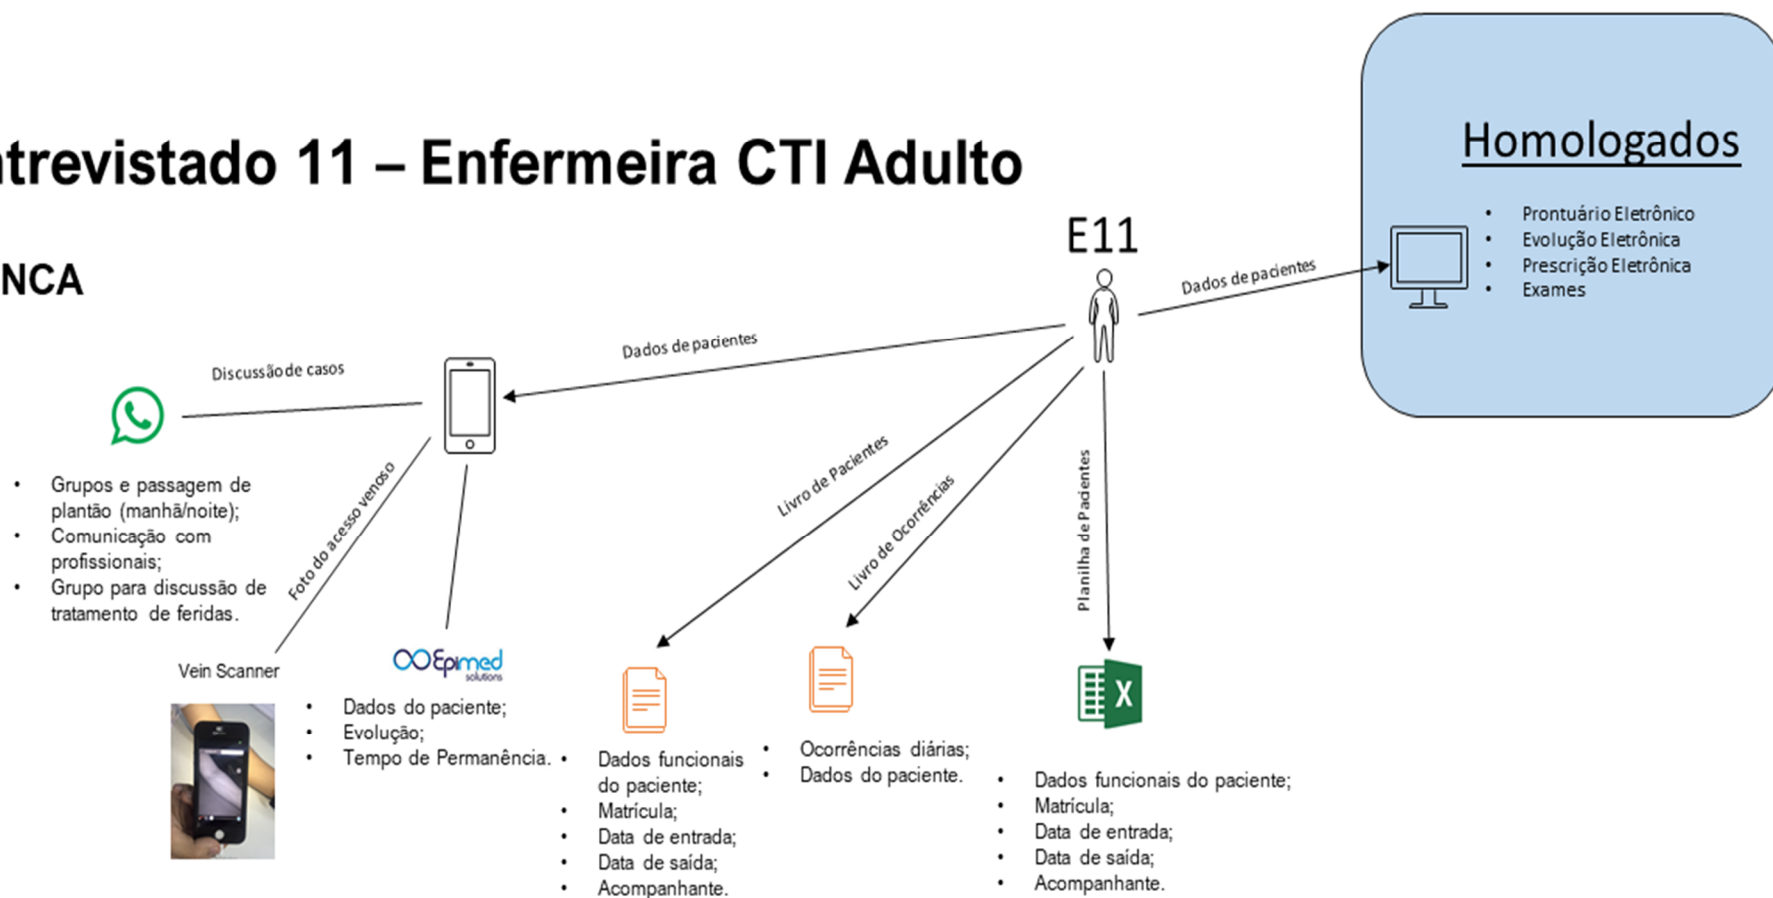 Homologados
• Prontuário Eletrônico
• Evolução Eletrônica
• Prescrição Eletrônica
• Exames
ntrevistado 11 – Enfermeira CTI Adulto
NCA
E11
Dados de pacientes
Dados de pacientes
Discussão de casos
• Grupos e passagem de
plantão (manhã/noite);
• Comunicação com
profissionais;
• Grupo para discussão de
tratamento de feridas.
Foto do acesso venoso
Livro de Pacientes
Livro de Ocorrências
Planilha de Pacientes
Vein Scanner
Epimed
solutions
• Dados do paciente;
• Evolução;
• Tempo de Permanência.
• Dados funcionais
do paciente;
• Matrícula;
• Data de entrada;
• Data de saída;
• Acompanhante.
• Ocorrências diárias;
• Dados do paciente.
X
• Dados funcionais do paciente;
• Matrícula;
• Data de entrada;
• Data de saída;
• Acompanhante.